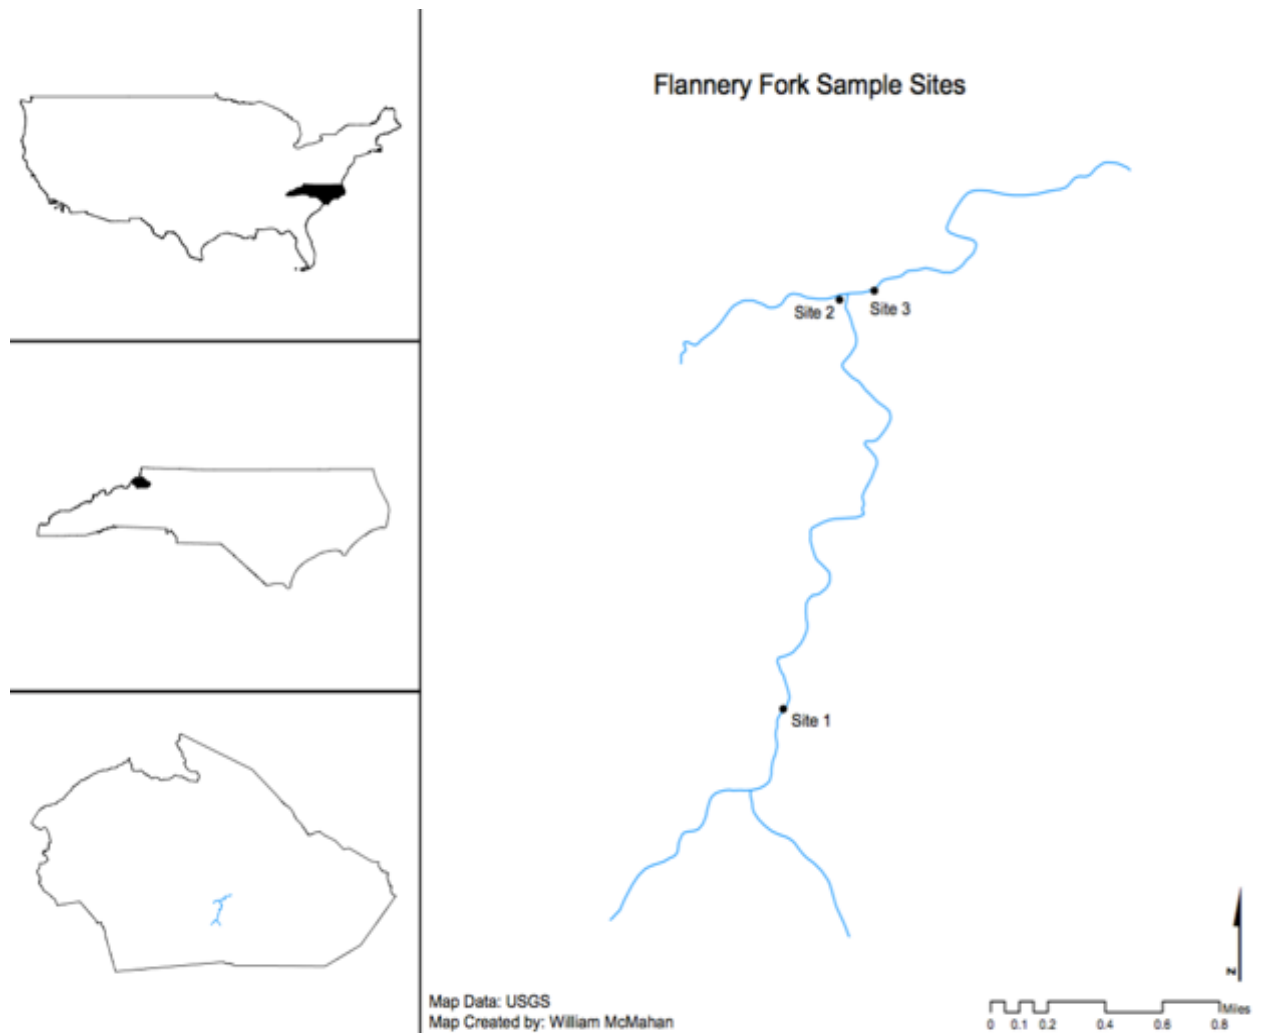 Flannery Fork Sample Sites
Site 2
Site 3
Site 1
N
Map Data: USGS
Map Created by: William McMahan
Miles
0 0.1 0.2 0.4 0.6 0.8